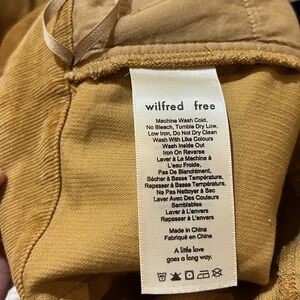 wilfred free
Machine Wash Cold,
No Bleach, Tumble Dry Low,
Low Iron, Do Not Dry Clean
Wash With Like Colours
Wash Inside Out
Iron On Reverse
Laver À La Machine À
L'eau Froide,
Pas De Blanchiment,
Sécher à Basse Température,
Repasser à Basse Température,
Ne Pas Nettoyer à Sec
Laver Avec Des Couleurs
Semblables
Laver à L'envers
Repasser à L'envers
Made in China
Fabriqué en Chine
A little love
goes a long way.